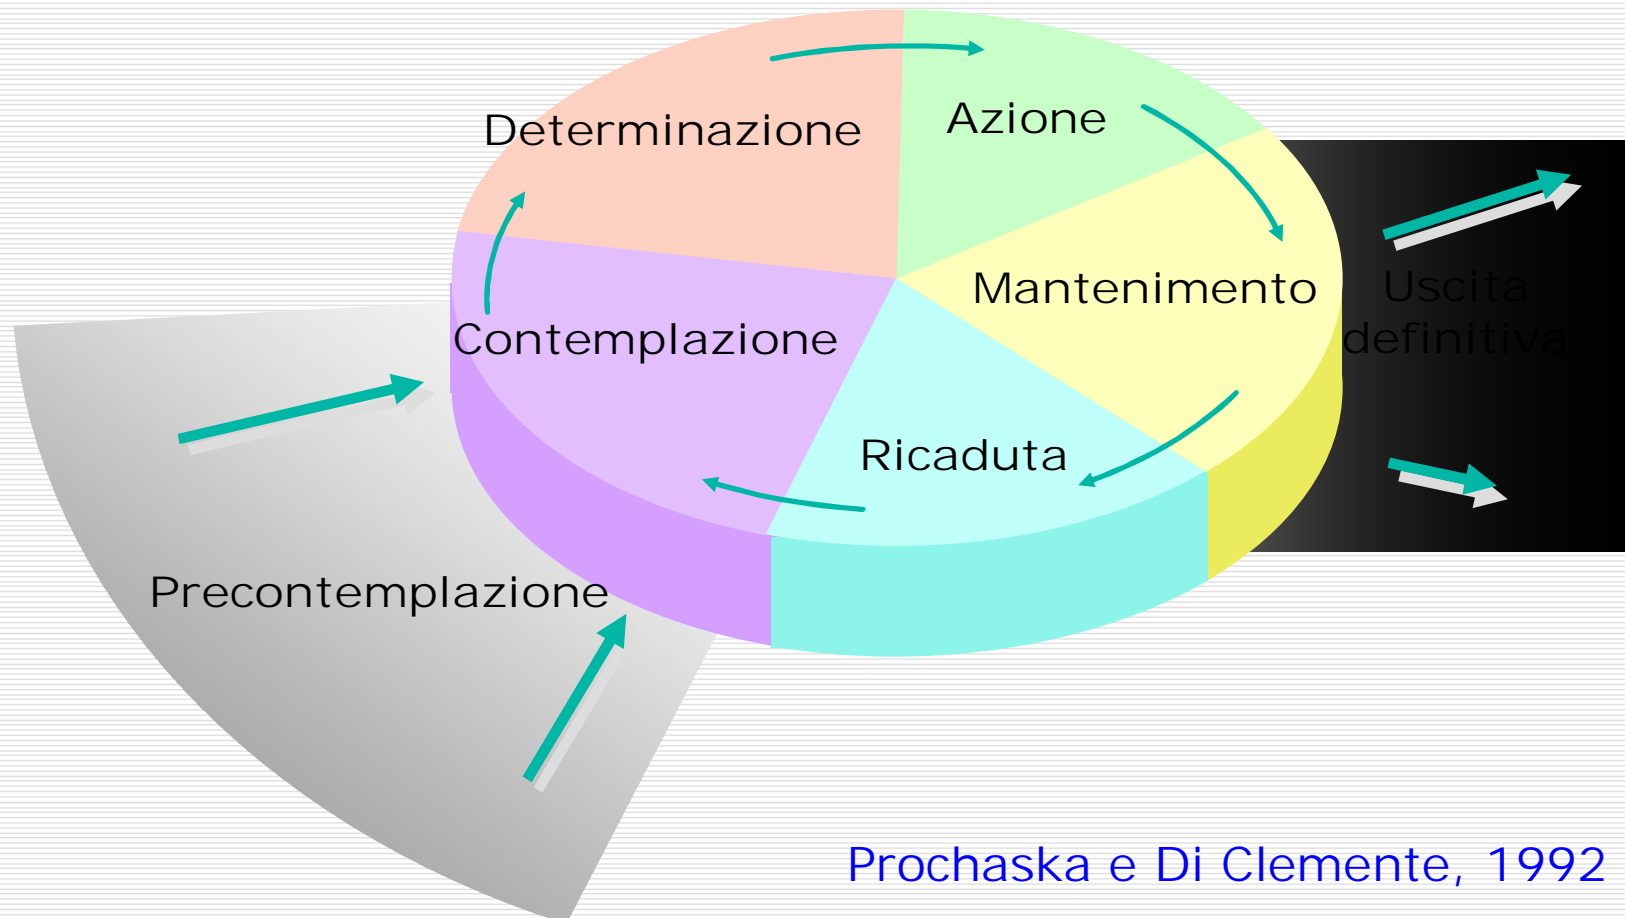 Determinazione
Azione
Mantenimento
Uscita
definitiva
Contemplazione
Ricaduta
Precontemplazione
Prochaska e Di Clemente, 1992